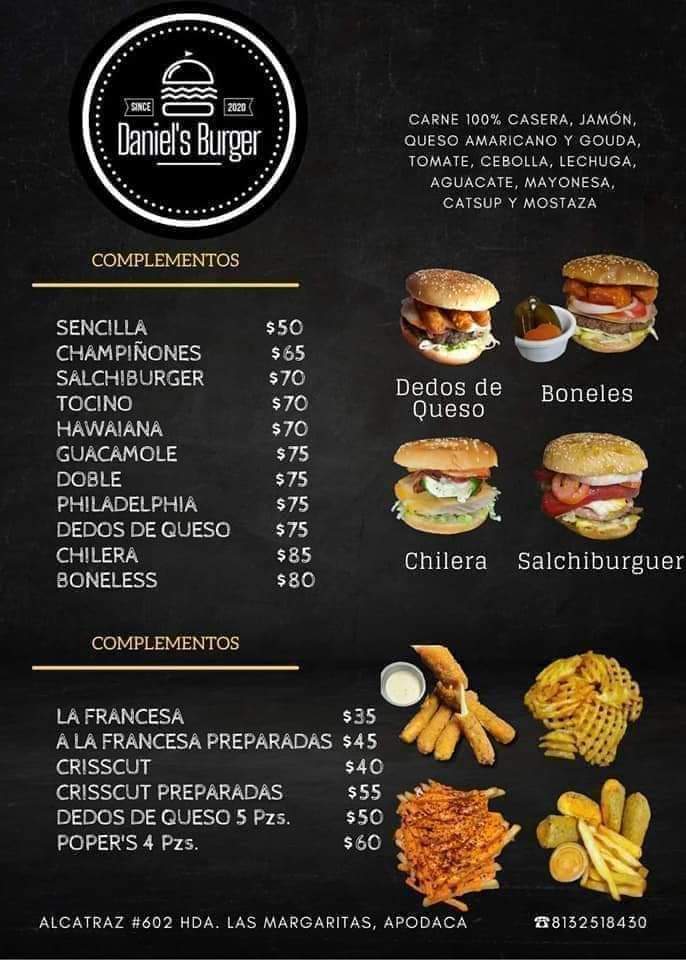 SINCE
2020
Daniel's Burger
CARNE 100% CASERA, JAMÓN,
QUESO AMARICANO Y GOUDA,
TOMATE, CEBOLLA, LECHUGA,
AGUACATE, MAYONESA,
CATSUP Y MOSTAZA
COMPLEMENTOS
SENCILLA $50
CHAMPIÑONES $65
SALCHIBURGER $70
TOCINO $70
HAWAIANA $70
GUACAMOLE $75
DOBLE $75
PHILADELPHIA $75
DEDOS DE QUESO $75
CHILERA $85
BONELESS $80
Dedos de
Queso
Boneles
Chilera
Salchiburguer
COMPLEMENTOS
LA FRANCESA $35
A LA FRANCESA PREPARADAS $45
CRISSCUT $40
CRISSCUT PREPARADAS $55
DEDOS DE QUESO 5 Pzs. $50
POPER'S 4 Pzs. $60
ALCATRAZ #602 HDA. LAS MARGARITAS, APODACA
☎8132518430